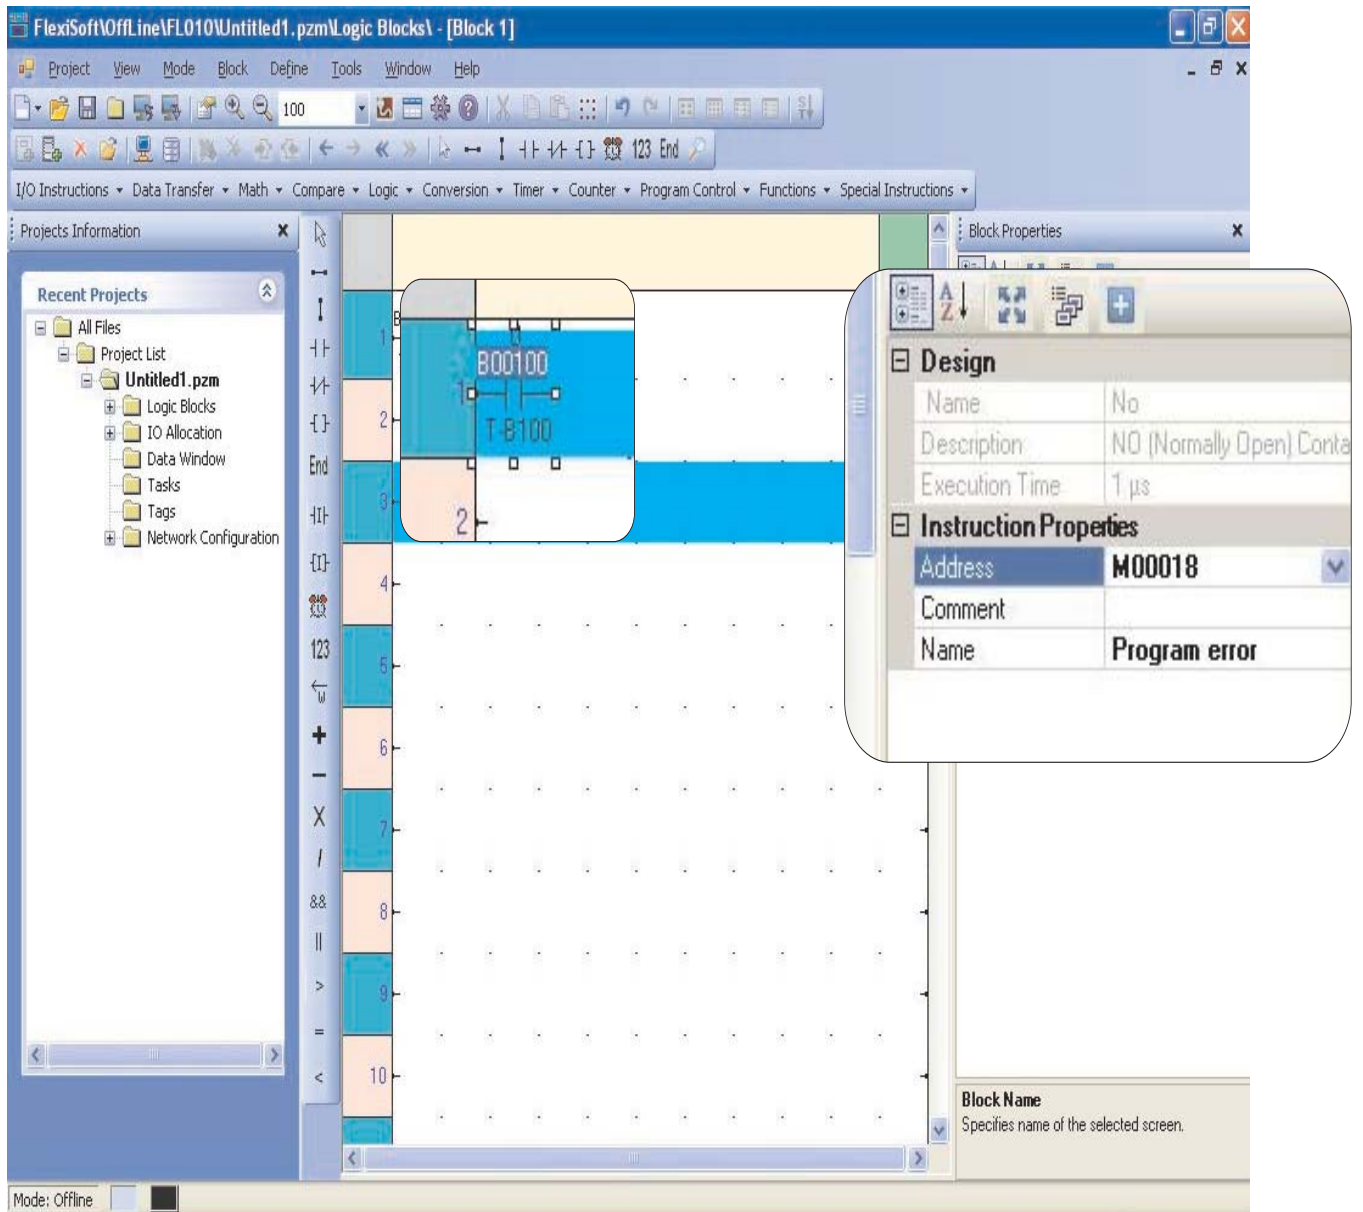 FlexiSoft\OffLine\FL010\Untitled1.pzm\Logic Blocks\ - [Block 1]
Project View Mode Block Define Tools Window Help
100
123 End
I/O Instructions Data Transfer Math Compare Logic Conversion Timer Counter Program Control Functions Special Instructions
Projects Information
Recent Projects
All Files
Project List
Untitled1.pzm
Logic Blocks
IO Allocation
Data Window
Tasks
Tags
Network Configuration
End
123
W
+
−
X
/
&&
||
>
=
<
1
2
3
4
5
6
7
8
9
10
B00100
1
T-B100
2
Block Properties
Design
Name No
Description NO (Normally Open) Conta
Execution Time 1 µs
Instruction Properties
Address M00018
Comment
Name Program error
Block Name
Specifies name of the selected screen.
Mode: Offline